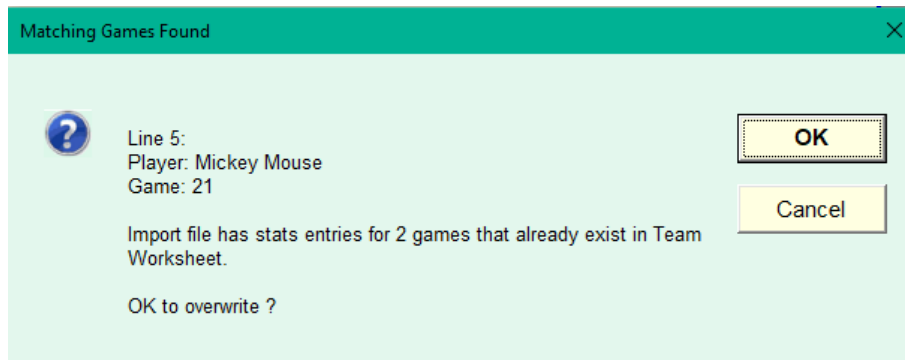 Matching Games Found
Line 5:
Player: Mickey Mouse
Game: 21
Import file has stats entries for 2 games that already exist in Team
Worksheet.
OK to overwrite ?
OK
Cancel